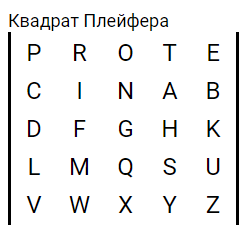 Квадрат Плейфера
P R O T E
C I N A B
D F G H K
L M Q S U
V W X Y Z